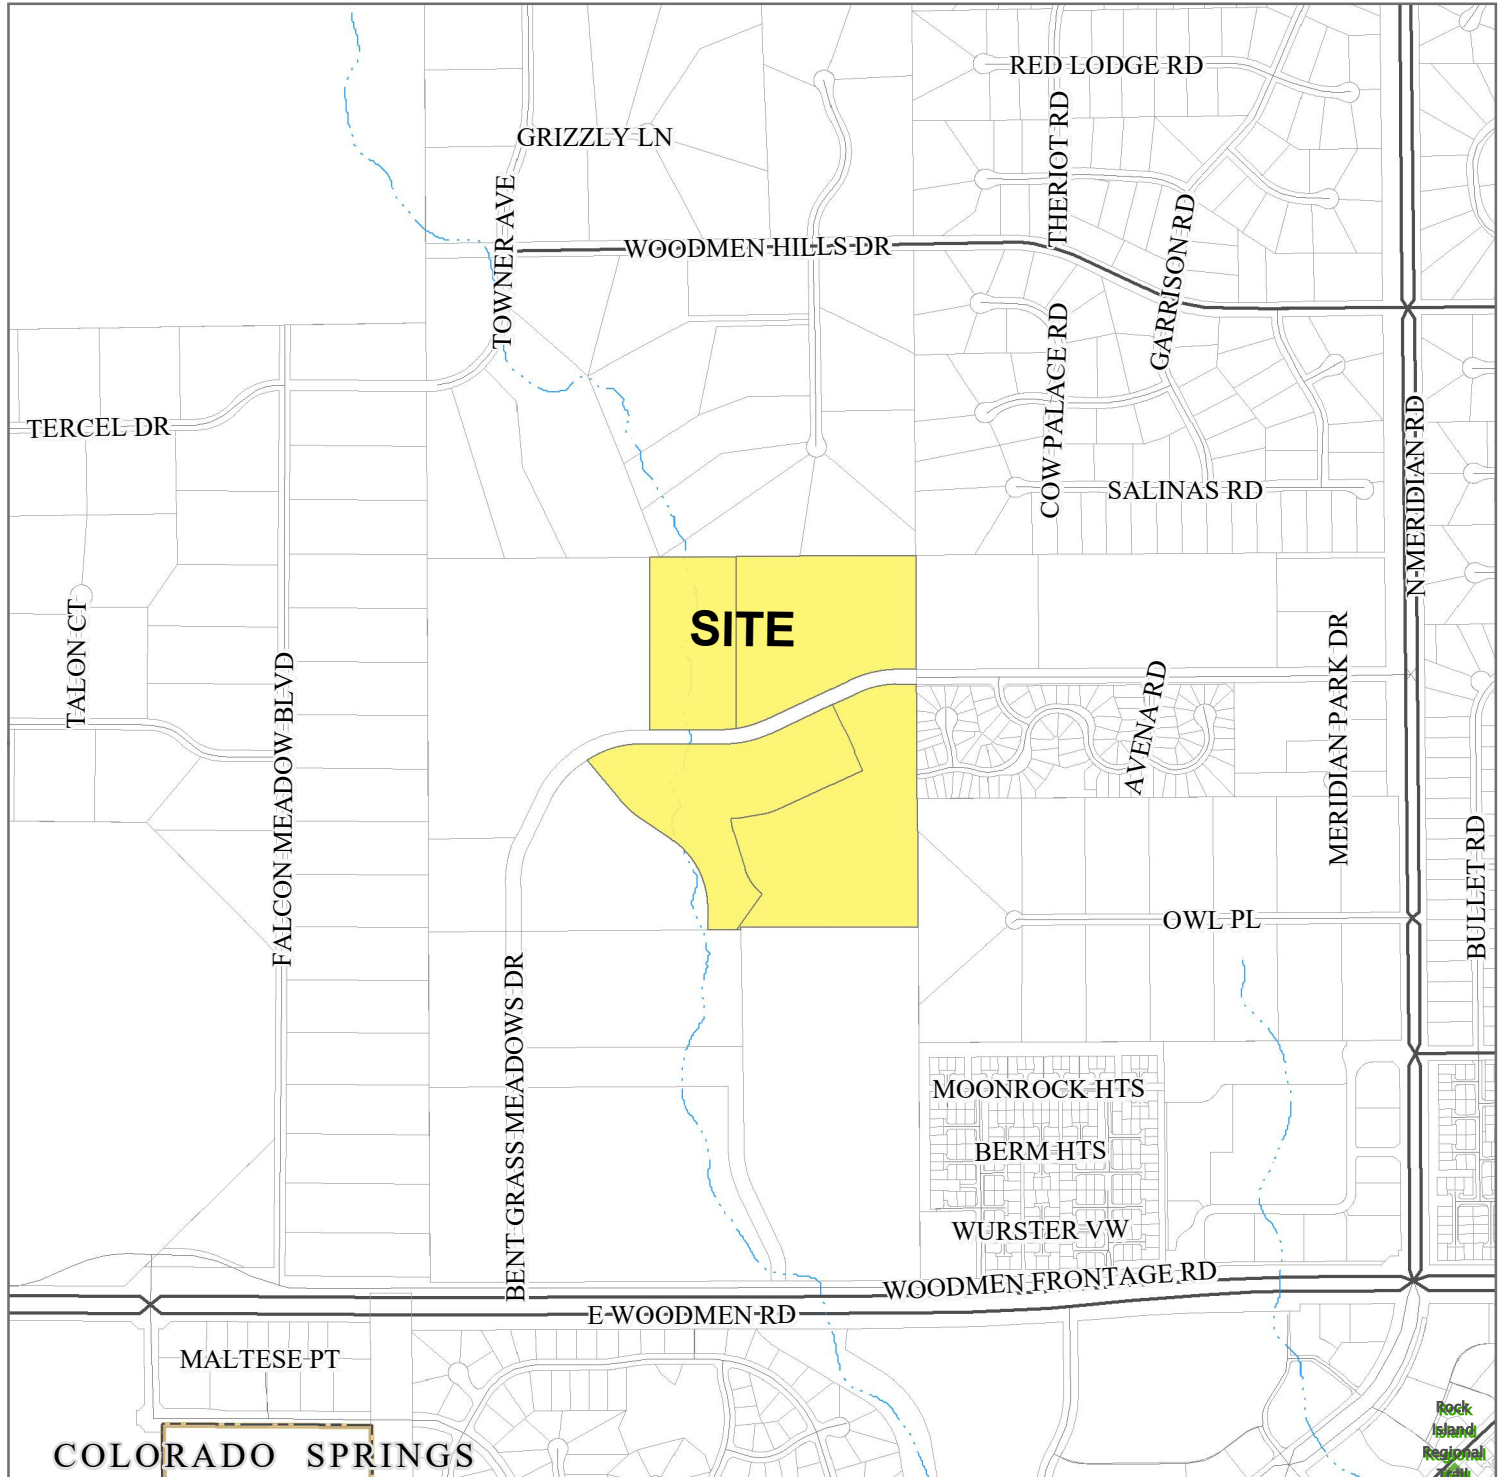 RED LODGE RD
GRIZZLY LN
THERIOT RD
TOWNER AVE
WOODMEN HILLS DR
GARRISON RD
COW PALACE RD
TERCEL DR
N MERIDIAN RD
SALINAS RD
SITE
TALON CT
FALCON MEADOW BLVD
AVENA RD
MERIDIAN PARK DR
BULLET RD
OWL PL
BENT GRASS MEADOWS DR
MOONROCK HTS
BERM HTS
WURSTER VW
WOODMEN FRONTAGE RD
E WOODMEN RD
MALTESE PT
COLORADO SPRINGS
Rock
Island
Regional
Trail